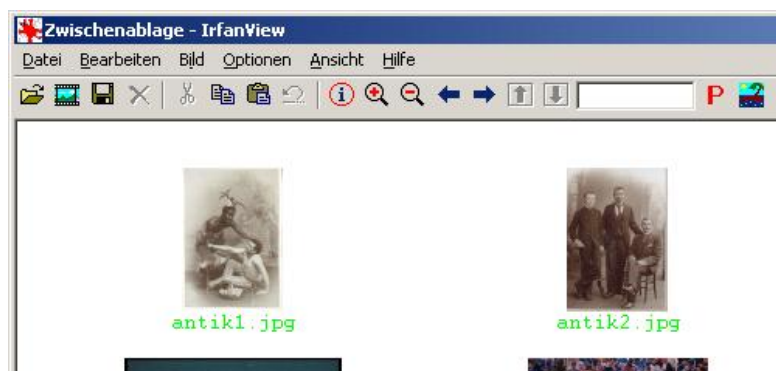 Zwischenablage - IrfanView
Datei Bearbeiten Bild Optionen Ansicht Hilfe
P
antik1.jpg antik2.jpg